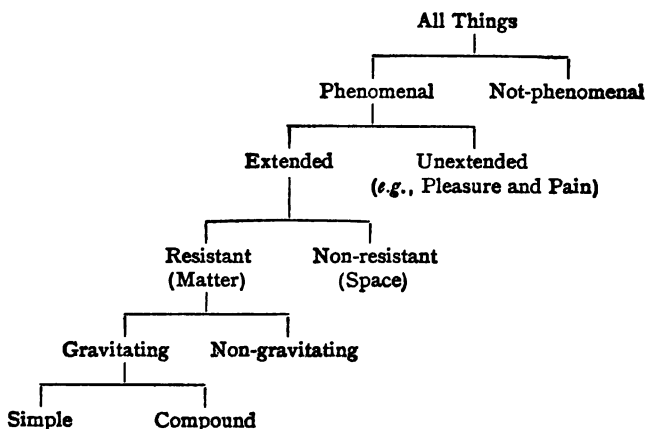 All Things
Phenomenal Not-phenomenal
Extended Unextended
(e.g., Pleasure and Pain)
Resistant Non-resistant
(Matter) (Space)
Gravitating Non-gravitating
Simple Compound